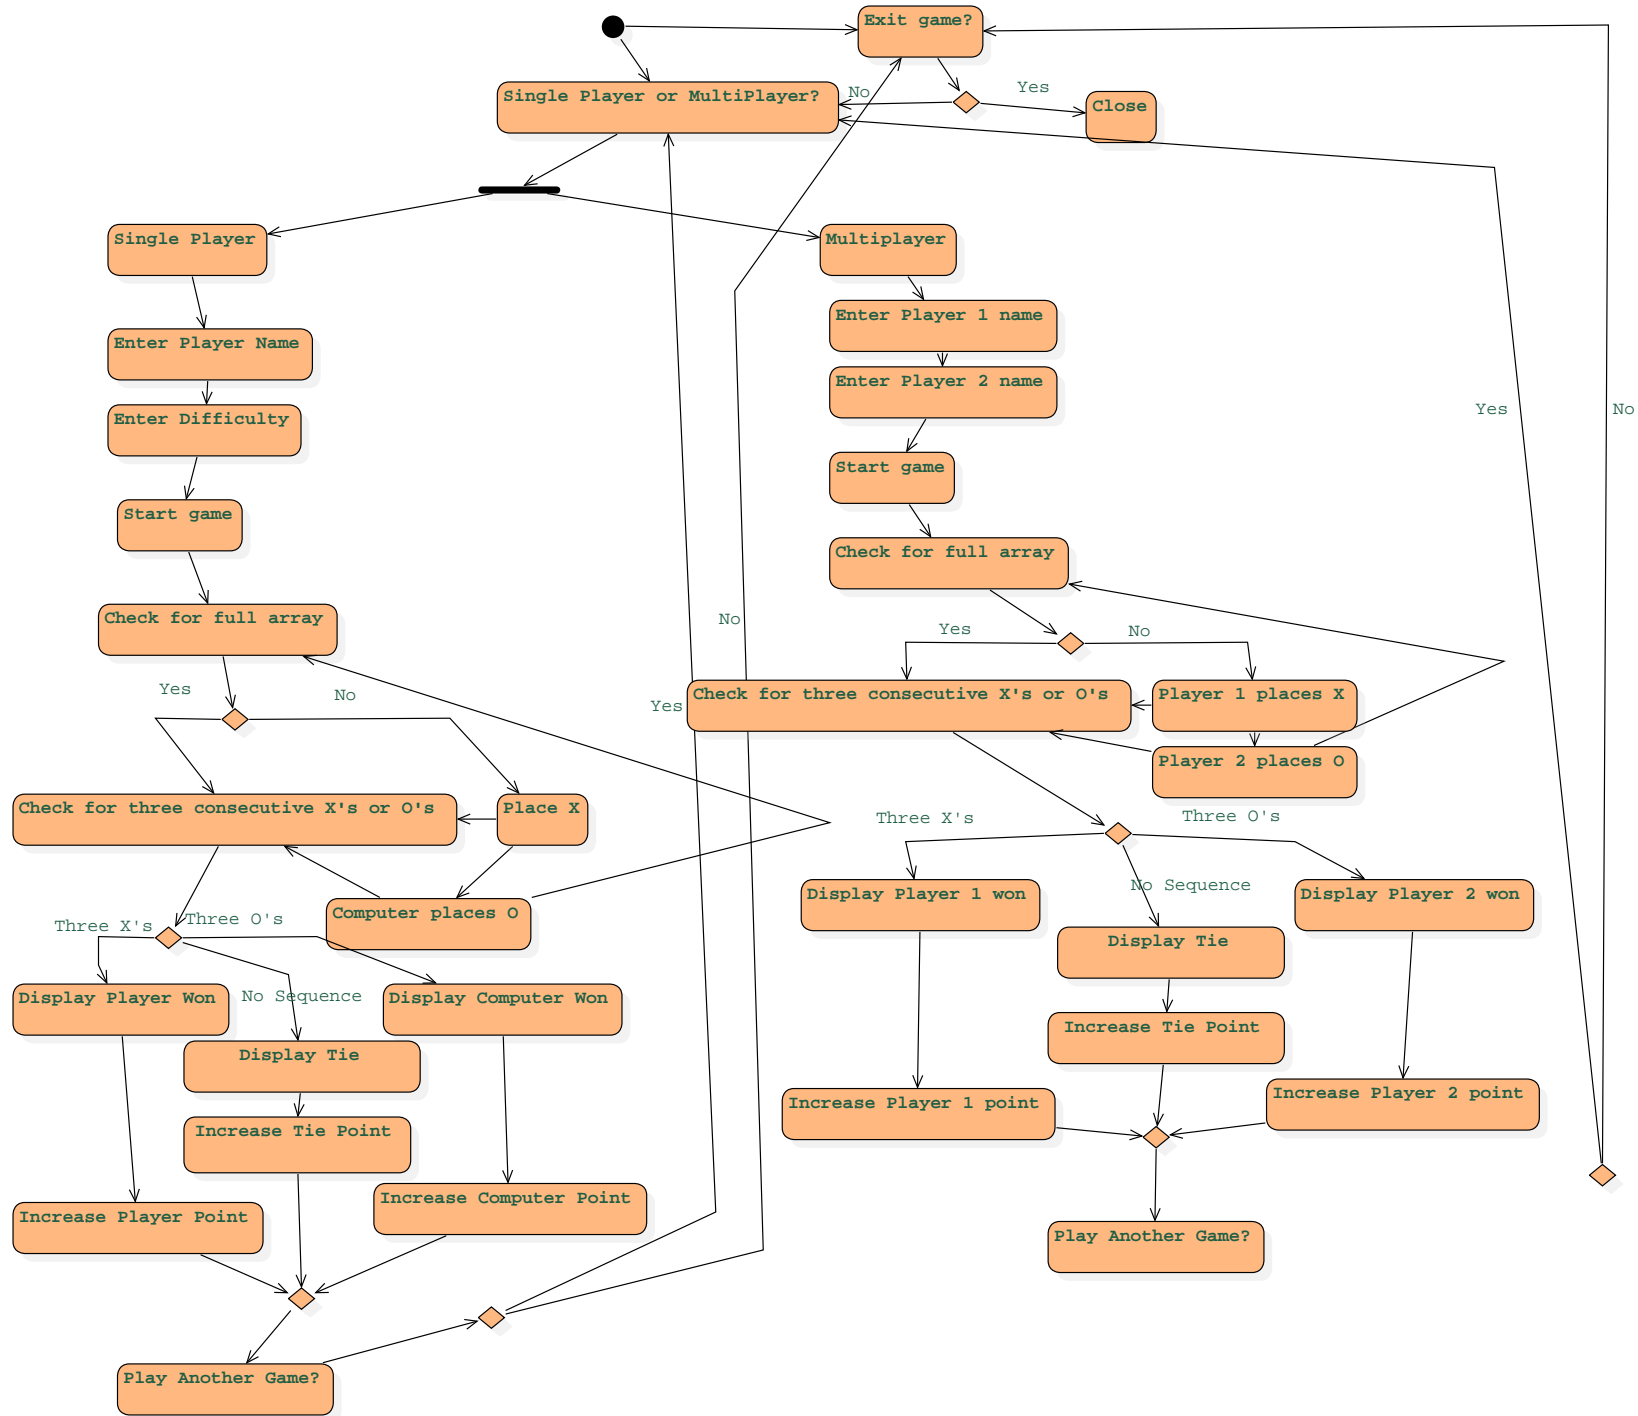 Exit game?
Single Player or MultiPlayer?
No
Yes
Close
Single Player
Multiplayer
Enter Player 1 name
Enter Player Name
Enter Player 2 name
Enter Difficulty
Yes
No
Start game
Start game
Check for full array
Check for full array
No
Yes
No
Yes
No
Yes
Check for three consecutive X's or O's
Player 1 places X
Player 2 places O
Check for three consecutive X's or O's
Place X
Three X's
Three O's
Display Player 1 won
No Sequence
Display Player 2 won
Computer places O
Three X's
Three O's
Display Tie
Display Player Won
No Sequence
Display Computer Won
Increase Tie Point
Display Tie
Increase Player 1 point
Increase Player 2 point
Increase Tie Point
Increase Computer Point
Increase Player Point
Play Another Game?
Play Another Game?